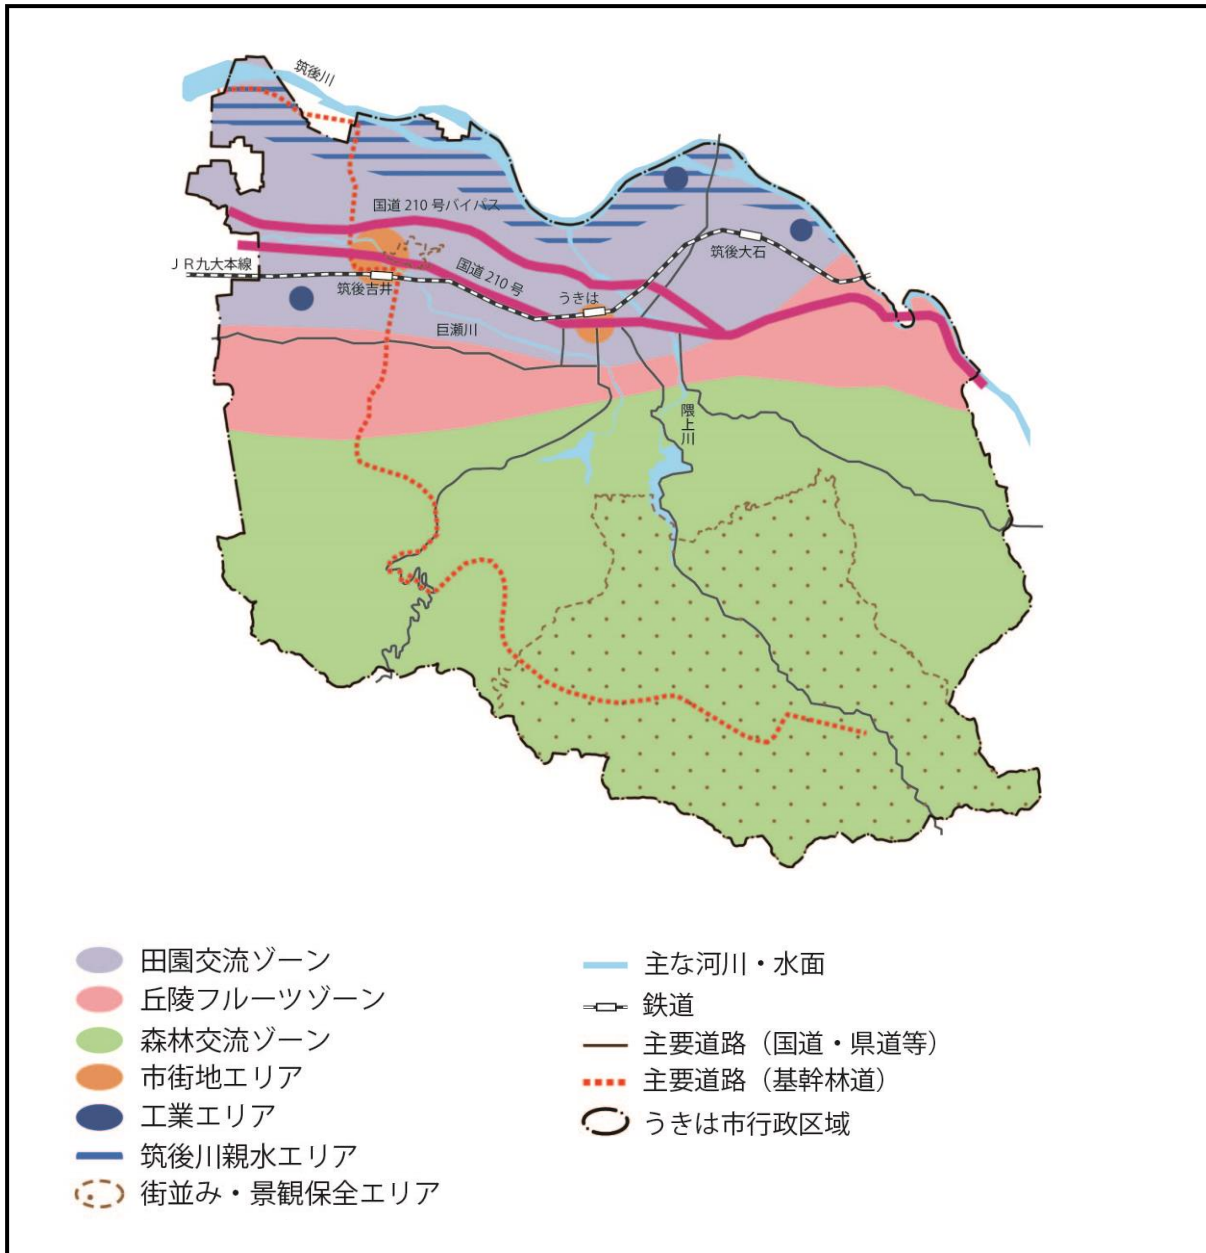 筑後川
国道210号バイパス
ＪＲ九大本線
筑後吉井
国道210号
うきは
筑後大石
巨瀬川
隈上川
田園交流ゾーン
丘陵フルーツゾーン
森林交流ゾーン
市街地エリア
工業エリア
筑後川親水エリア
街並み・景観保全エリア
主な河川・水面
鉄道
主要道路（国道・県道等）
主要道路（基幹林道）
うきは市行政区域